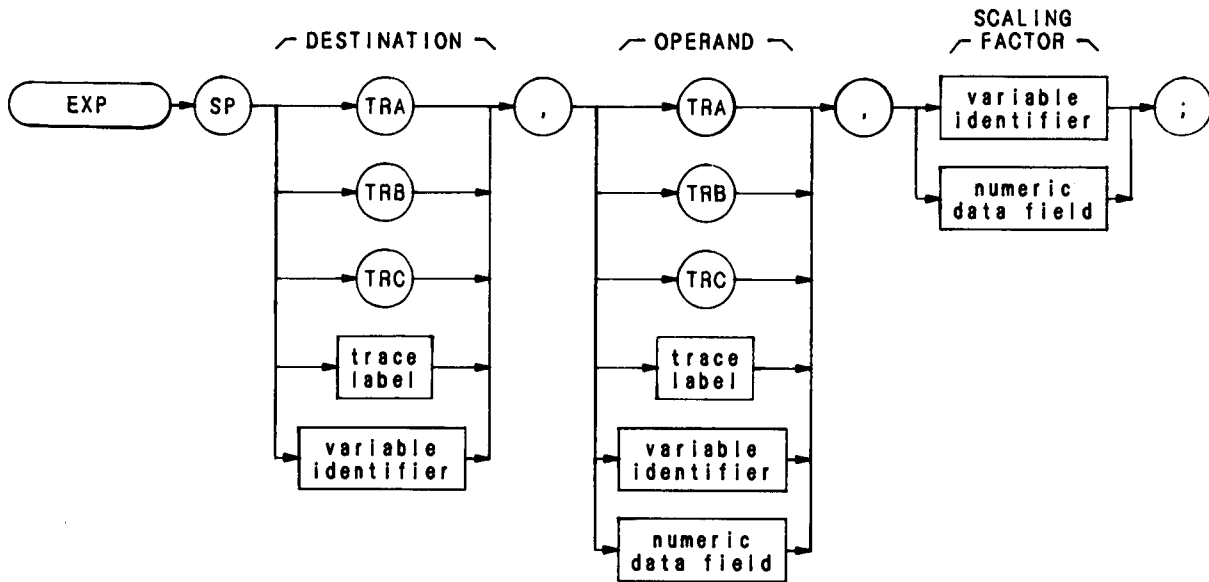 DESTINATION
OPERAND
SCALING
FACTOR
EXP
SP
TRA
,
TRA
,
variable
identifier
;
TRB
TRB
numeric
data field
TRC
TRC
trace
label
trace
label
variable
identifier
variable
identifier
numeric
data field